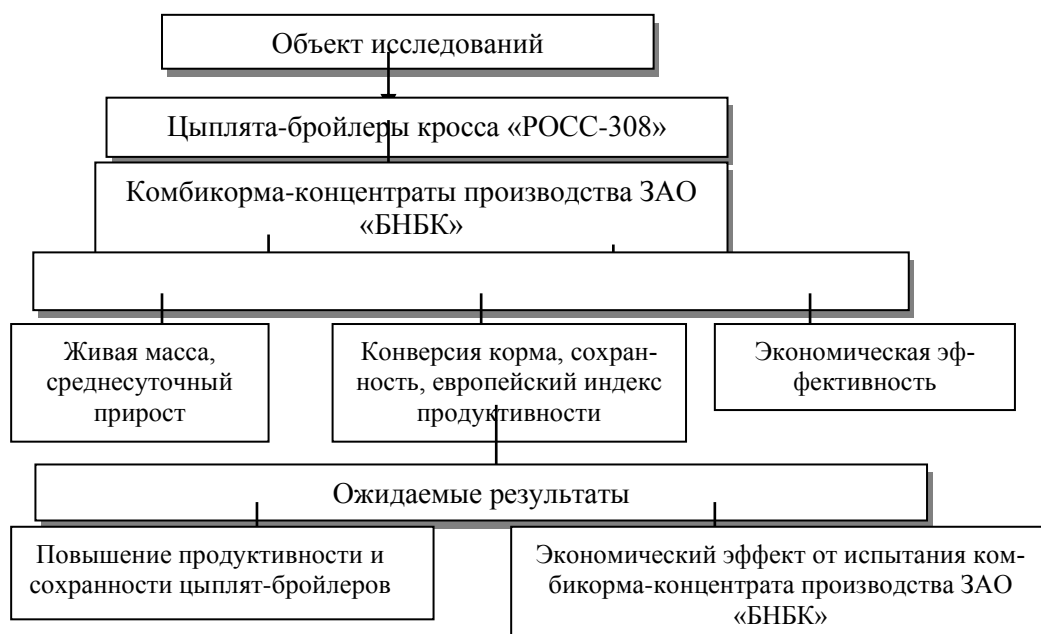 Объект исследований
Цыплята-бройлеры кросса «РОСС-308»
Комбикорма-концентраты производства ЗАО
«БНБК»
Живая масса,
среднесуточный
прирост
Конверсия корма, сохран-
ность, европейский индекс
продуктивности
Экономическая эф-
фективность
Ожидаемые результаты
Повышение продуктивности и
сохранности цыплят-бройлеров
Экономический эффект от испытания ком-
бикорма-концентрата производства ЗАО
«БНБК»